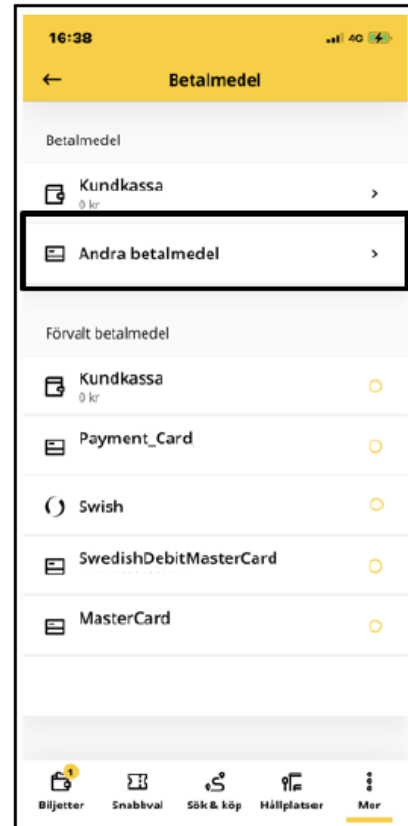 16:38
4G
Betalmedel
Betalmedel
Kundkassa
0 kr
Andra betalmedel
Förvalt betalmedel
Kundkassa
0 kr
Payment_Card
Swish
SwedishDebitMasterCard
MasterCard
1
Biljetter Snabbval Sök & köp Hållplatser Mer